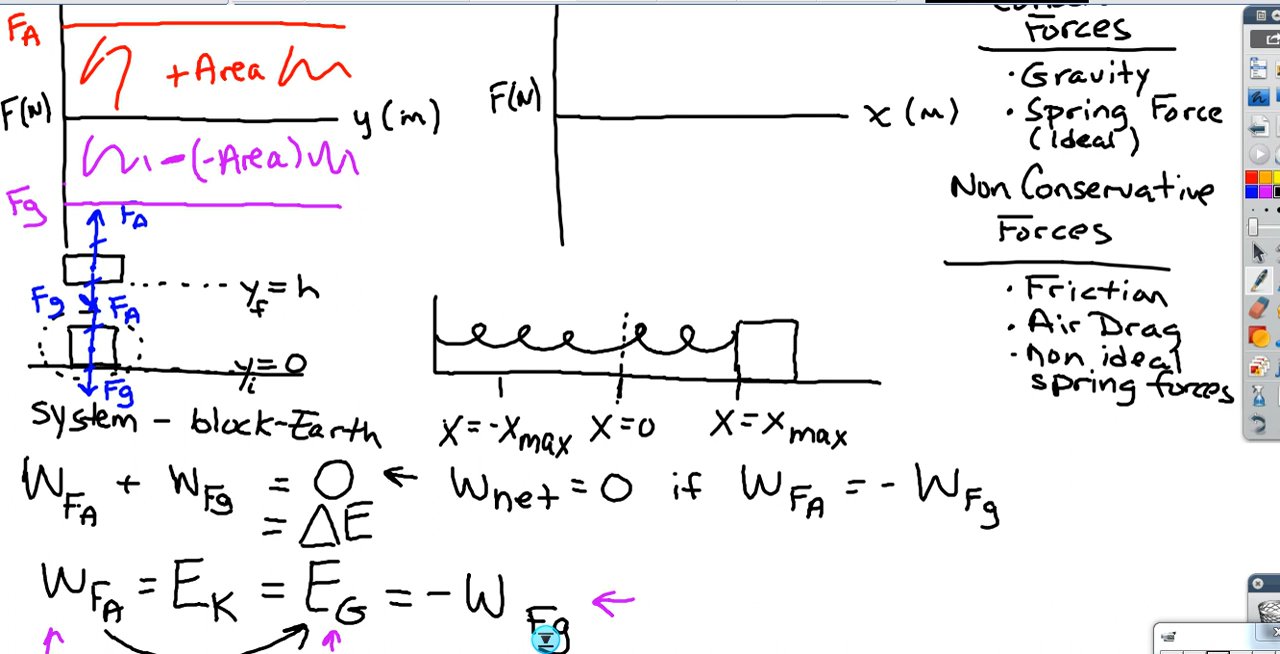 FA
+Area
F(N)
y(m)
-(-Area)
Fg
FA
Fg
FA
yf=h
yi=0
Fg
system - block-Earth
F(N)
x(m)
x=-xmax
x=0
x=xmax
Forces
·Gravity
·Spring Force
(Ideal)
Non Conservative
Forces
·Friction
·Air Drag
·non ideal
spring forces
WFA + WFg = 0 ← Wnet=0 if WFA = -WFg
= ΔE
WFA = EK = EG = -WFg ←